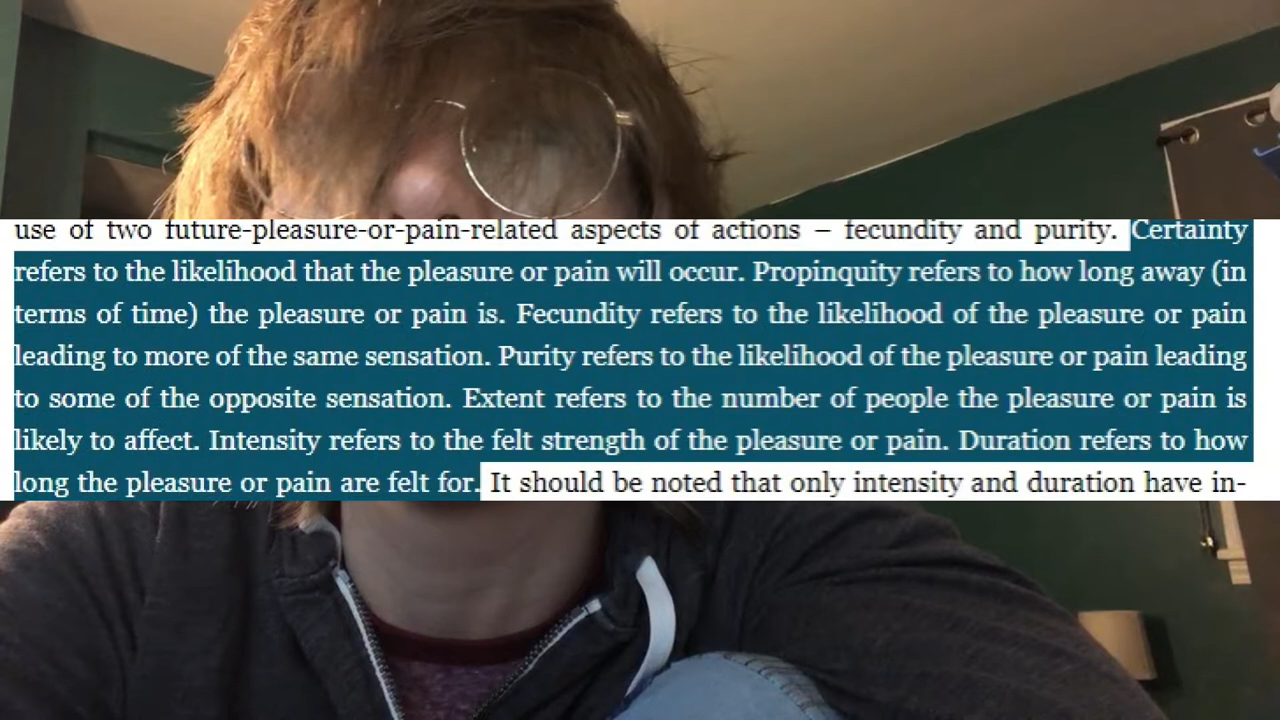 use of two future-pleasure-or-pain-related aspects of actions – fecundity and purity. Certainty
refers to the likelihood that the pleasure or pain will occur. Propinquity refers to how long away (in
terms of time) the pleasure or pain is. Fecundity refers to the likelihood of the pleasure or pain
leading to more of the same sensation. Purity refers to the likelihood of the pleasure or pain leading
to some of the opposite sensation. Extent refers to the number of people the pleasure or pain is
likely to affect. Intensity refers to the felt strength of the pleasure or pain. Duration refers to how
long the pleasure or pain are felt for. It should be noted that only intensity and duration have in-